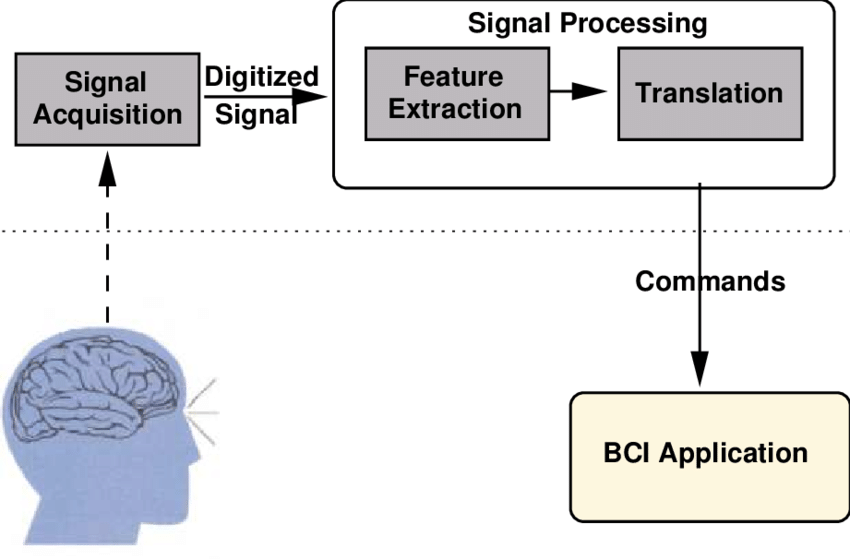 Signal Processing
Signal
Acquisition
Digitized
Signal
Feature
Extraction
Translation
Commands
BCI Application